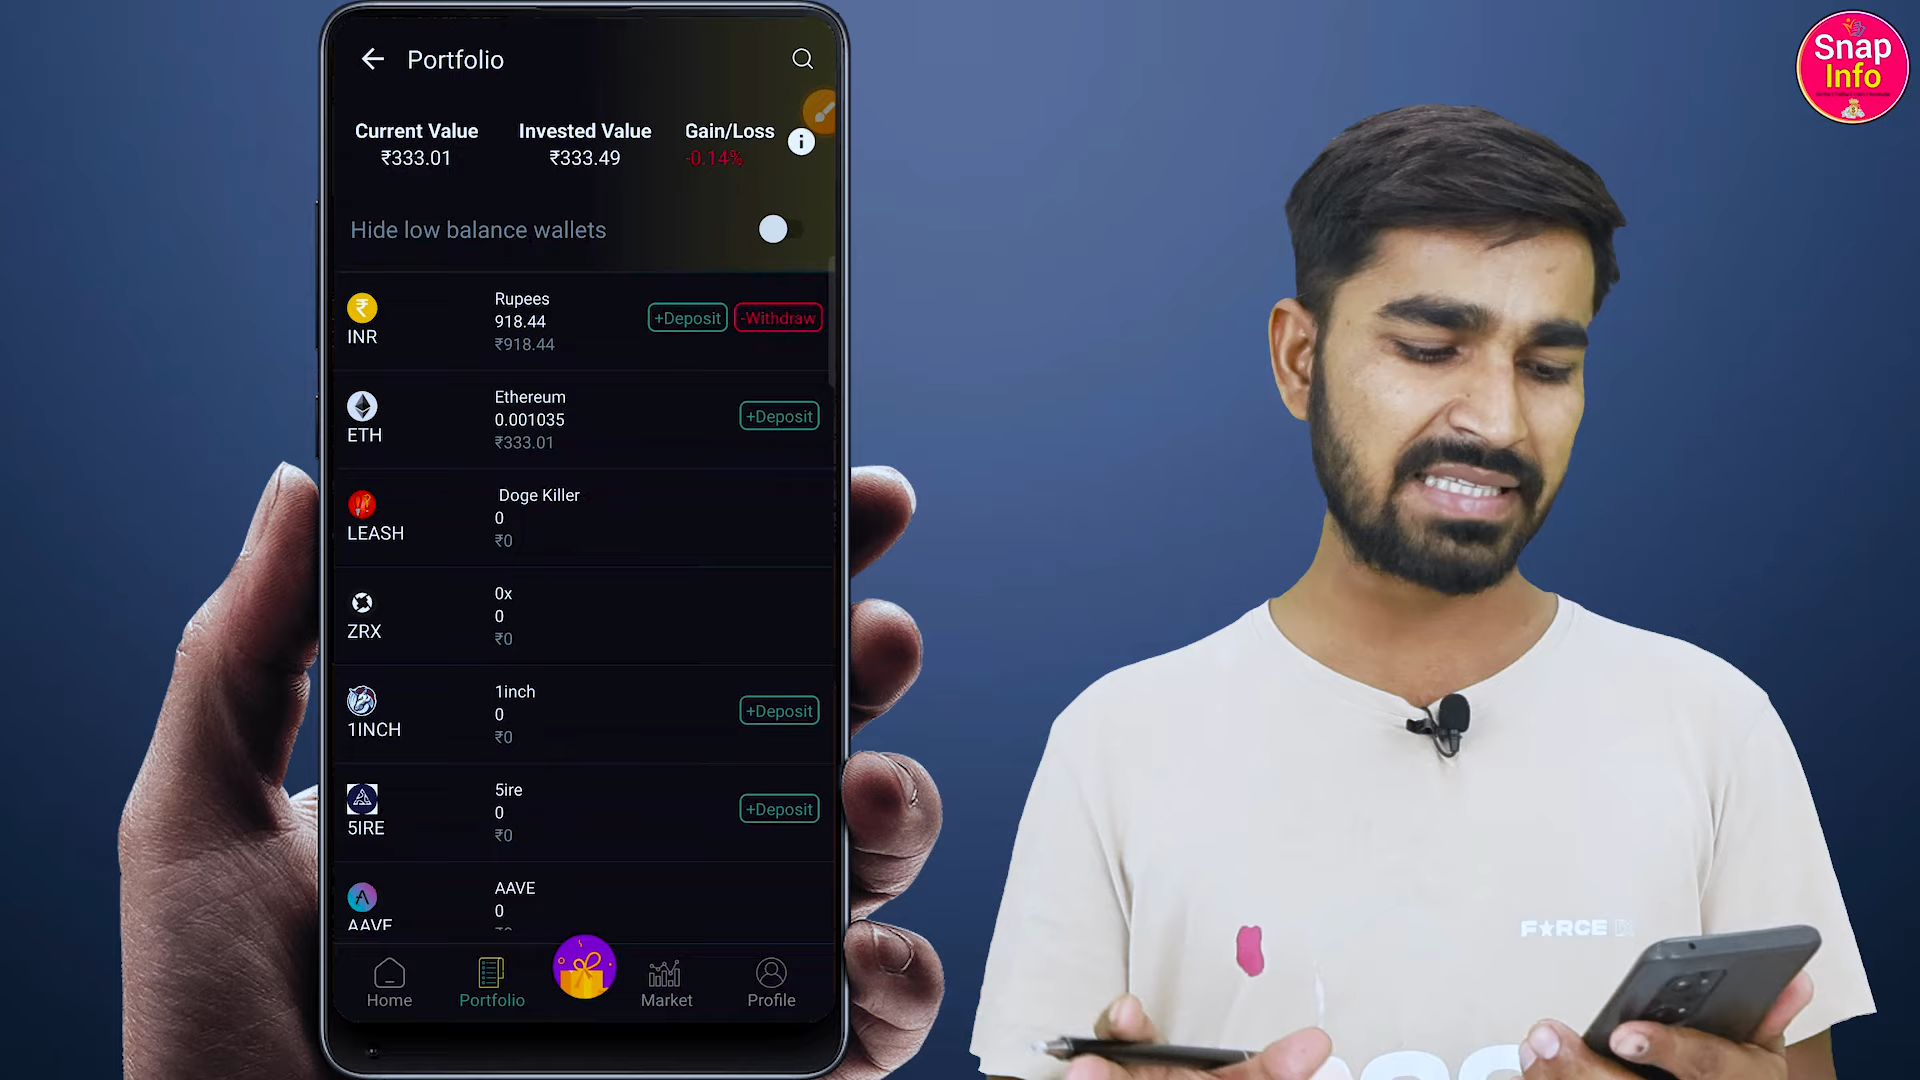 Portfolio
Current Value
Invested Value
Gain/Loss
₹333.01
₹333.49
-0.14%
i
Hide low balance wallets
INR
Rupees
918.44
₹918.44
+Deposit
-Withdraw
ETH
Ethereum
0.001035
₹333.01
+Deposit
LEASH
Doge Killer
0
₹0
ZRX
0x
0
₹0
1INCH
1inch
0
₹0
+Deposit
5IRE
5ire
0
₹0
+Deposit
AAVE
AAVE
0
Home
Portfolio
Market
Profile
Snap
Info
F★RCE